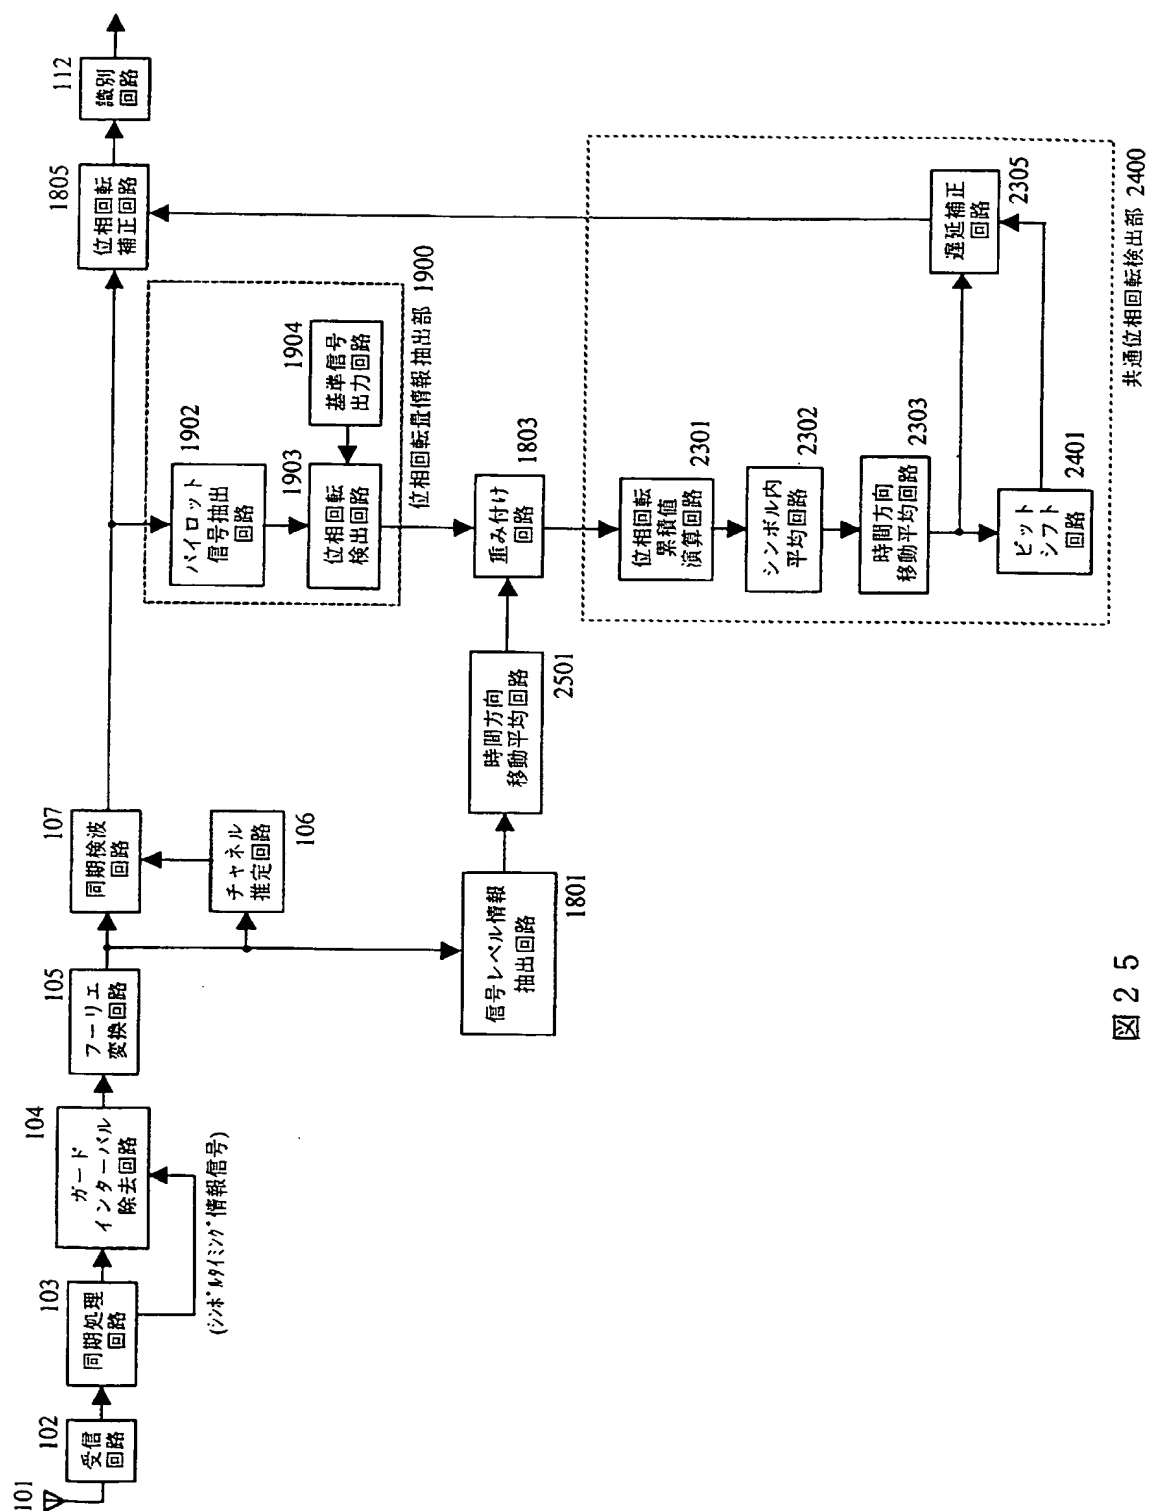 101
102
受信
回路
103
同期処理
回路
(シンボルタイミング情報信号)
104
ガード
インターバル
除去回路
105
フーリエ
変換回路
107
同期検波
回路
チャネル
推定回路
106
信号レベル情報
抽出回路
1801
時間方向
移動平均回路
2501
1805
位相回転
補正回路
112
識別
回路
1902
パイロット
信号抽出
回路
1903
位相回転
検出回路
1904
基準信号
出力回路
位相回転量情報抽出部 1900
重み付け
回路
1803
位相回転
累積値
演算回路
2301
シンボル内
平均回路
2302
時間方向
移動平均回路
2303
ビット
シフト
回路
2401
遅延補正
回路
2305
共通位相回転検出部 2400
図25